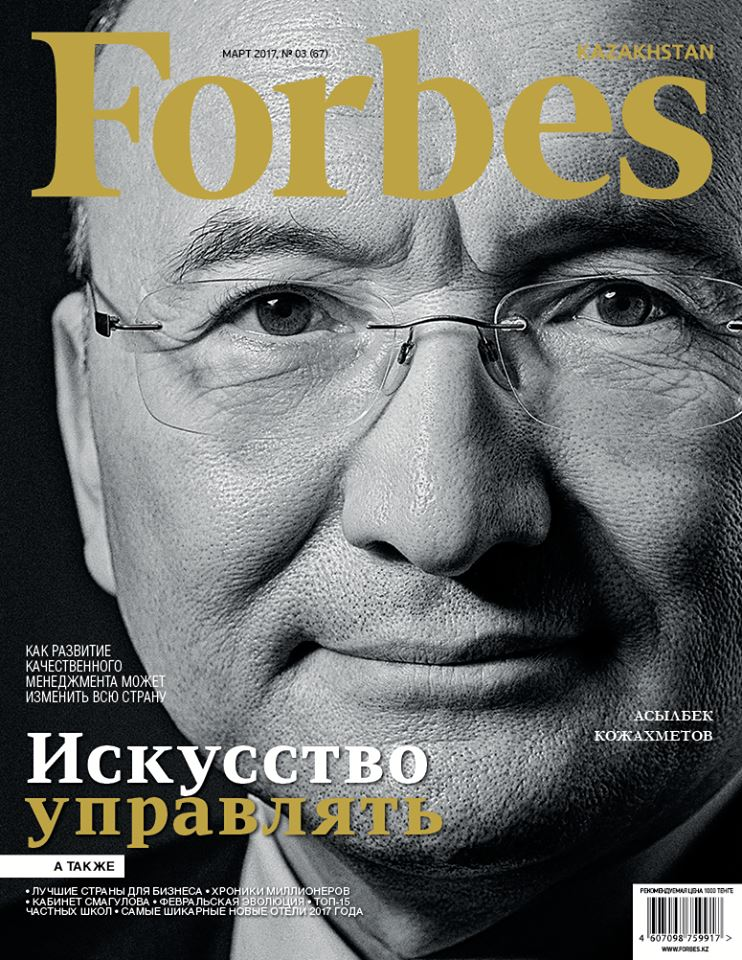 МАРТ 2017, № 03 (67)
KAZAKHSTAN
Forbes
КАК РАЗВИТИЕ
КАЧЕСТВЕННОГО
МЕНЕДЖМЕНТА МОЖЕТ
ИЗМЕНИТЬ ВСЮ СТРАНУ
АСЫЛБЕК
КОЖАХМЕТОВ
Искусство
управлять
А ТАКЖЕ
• ЛУЧШИЕ СТРАНЫ ДЛЯ БИЗНЕСА • ХРОНИКИ МИЛЛИОНЕРОВ
• КАБИНЕТ СМАГУЛОВА • ФЕВРАЛЬСКАЯ ЭВОЛЮЦИЯ • ТОП-15
ЧАСТНЫХ ШКОЛ • САМЫЕ ШИКАРНЫЕ НОВЫЕ ОТЕЛИ 2017 ГОДА
РЕКОМЕНДУЕМАЯ ЦЕНА 1000 ТЕНГЕ
4 607098 759917 >
WWW.FORBES.KZ